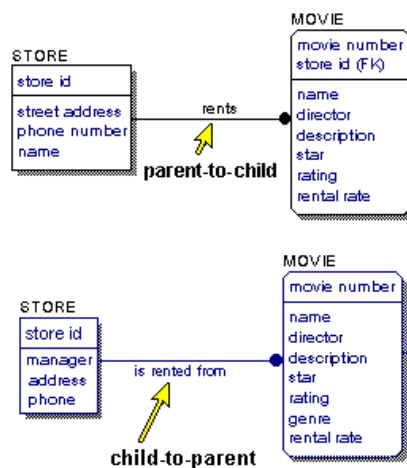 MOVIE
movie number
store id (FK)
name
director
description
star
rating
rental rate
STORE
store id
street address
phone number
name
rents
parent-to-child
MOVIE
movie number
name
director
description
star
rating
genre
rental rate
STORE
store id
manager
address
phone
is rented from
child-to-parent